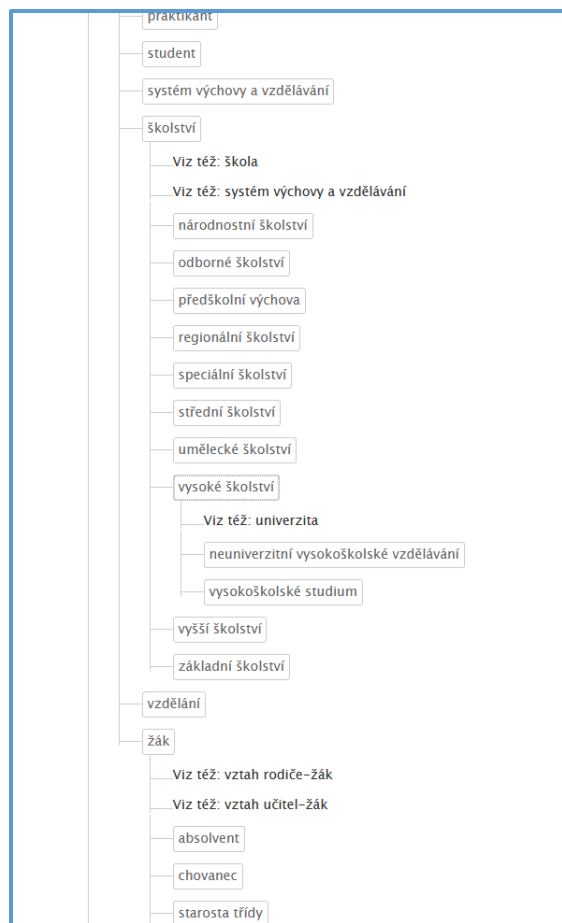 praktikant
student
systém výchovy a vzdělávání
školství
Viz též: škola
Viz též: systém výchovy a vzdělávání
národnostní školství
odborné školství
předškolní výchova
regionální školství
speciální školství
střední školství
umělecké školství
vysoké školství
Viz též: univerzita
neuniverzitní vysokoškolské vzdělávání
vysokoškolské studium
vyšší školství
základní školství
vzdělání
žák
Viz též: vztah rodiče-žák
Viz též: vztah učitel-žák
absolvent
chovanec
starosta třídy